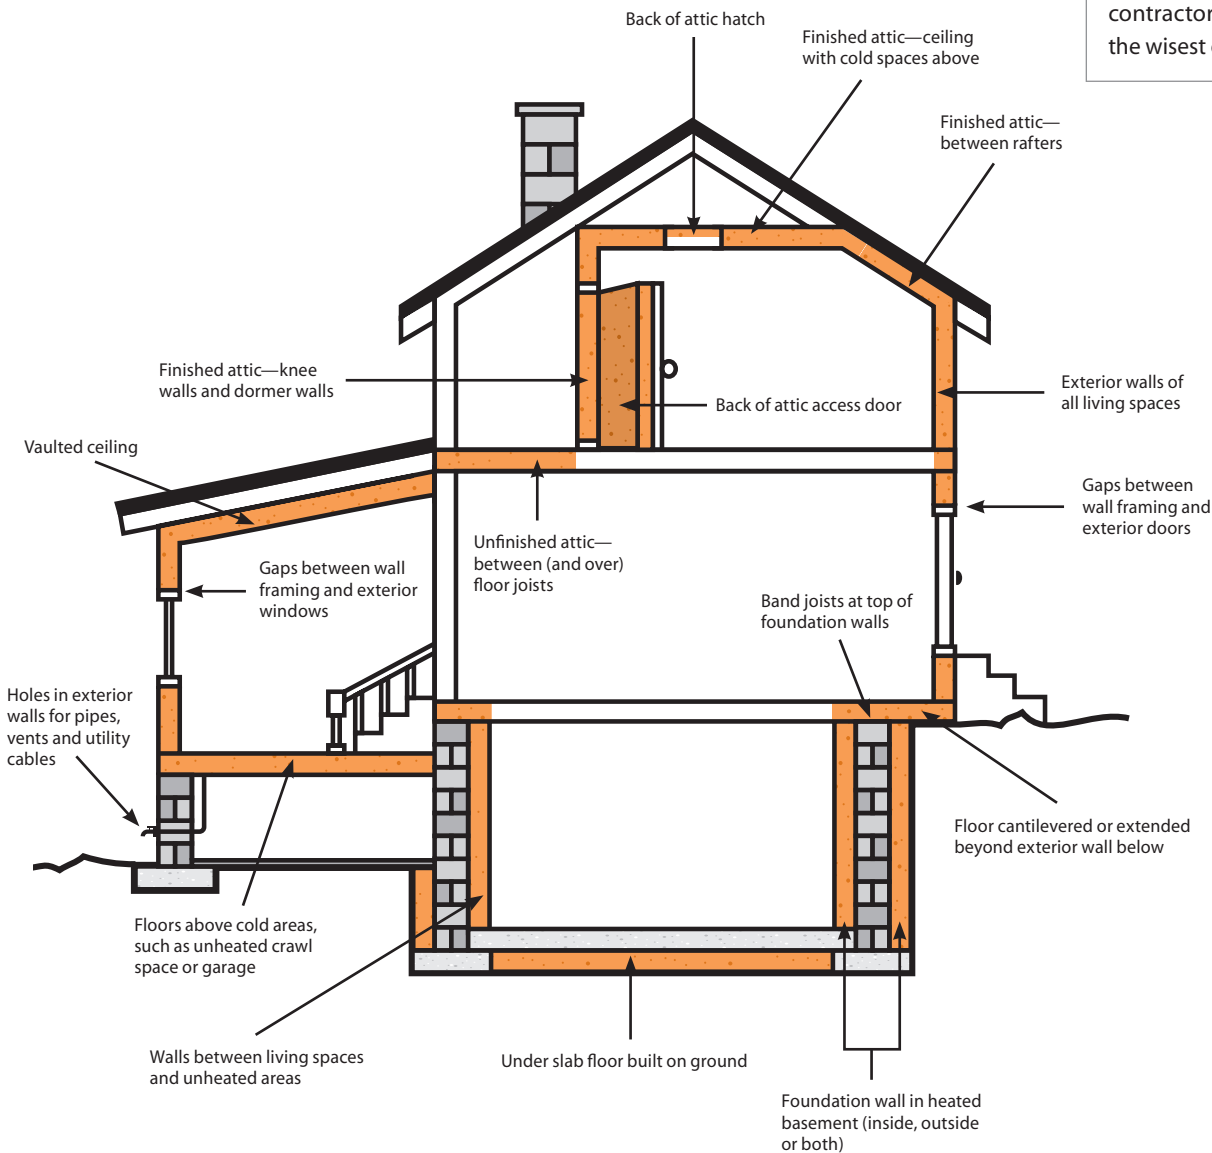 contractor
the wisest
Back of attic hatch
Finished attic—ceiling
with cold spaces above
Finished attic—
between rafters
Finished attic—knee
walls and dormer walls
Back of attic access door
Exterior walls of
all living spaces
Vaulted ceiling
Gaps between
wall framing and
exterior doors
Unfinished attic—
between (and over)
floor joists
Gaps between wall
framing and exterior
windows
Band joists at top of
foundation walls
Holes in exterior
walls for pipes,
vents and utility
cables
Floor cantilevered or extended
beyond exterior wall below
Floors above cold areas,
such as unheated crawl
space or garage
Walls between living spaces
and unheated areas
Under slab floor built on ground
Foundation wall in heated
basement (inside, outside
or both)